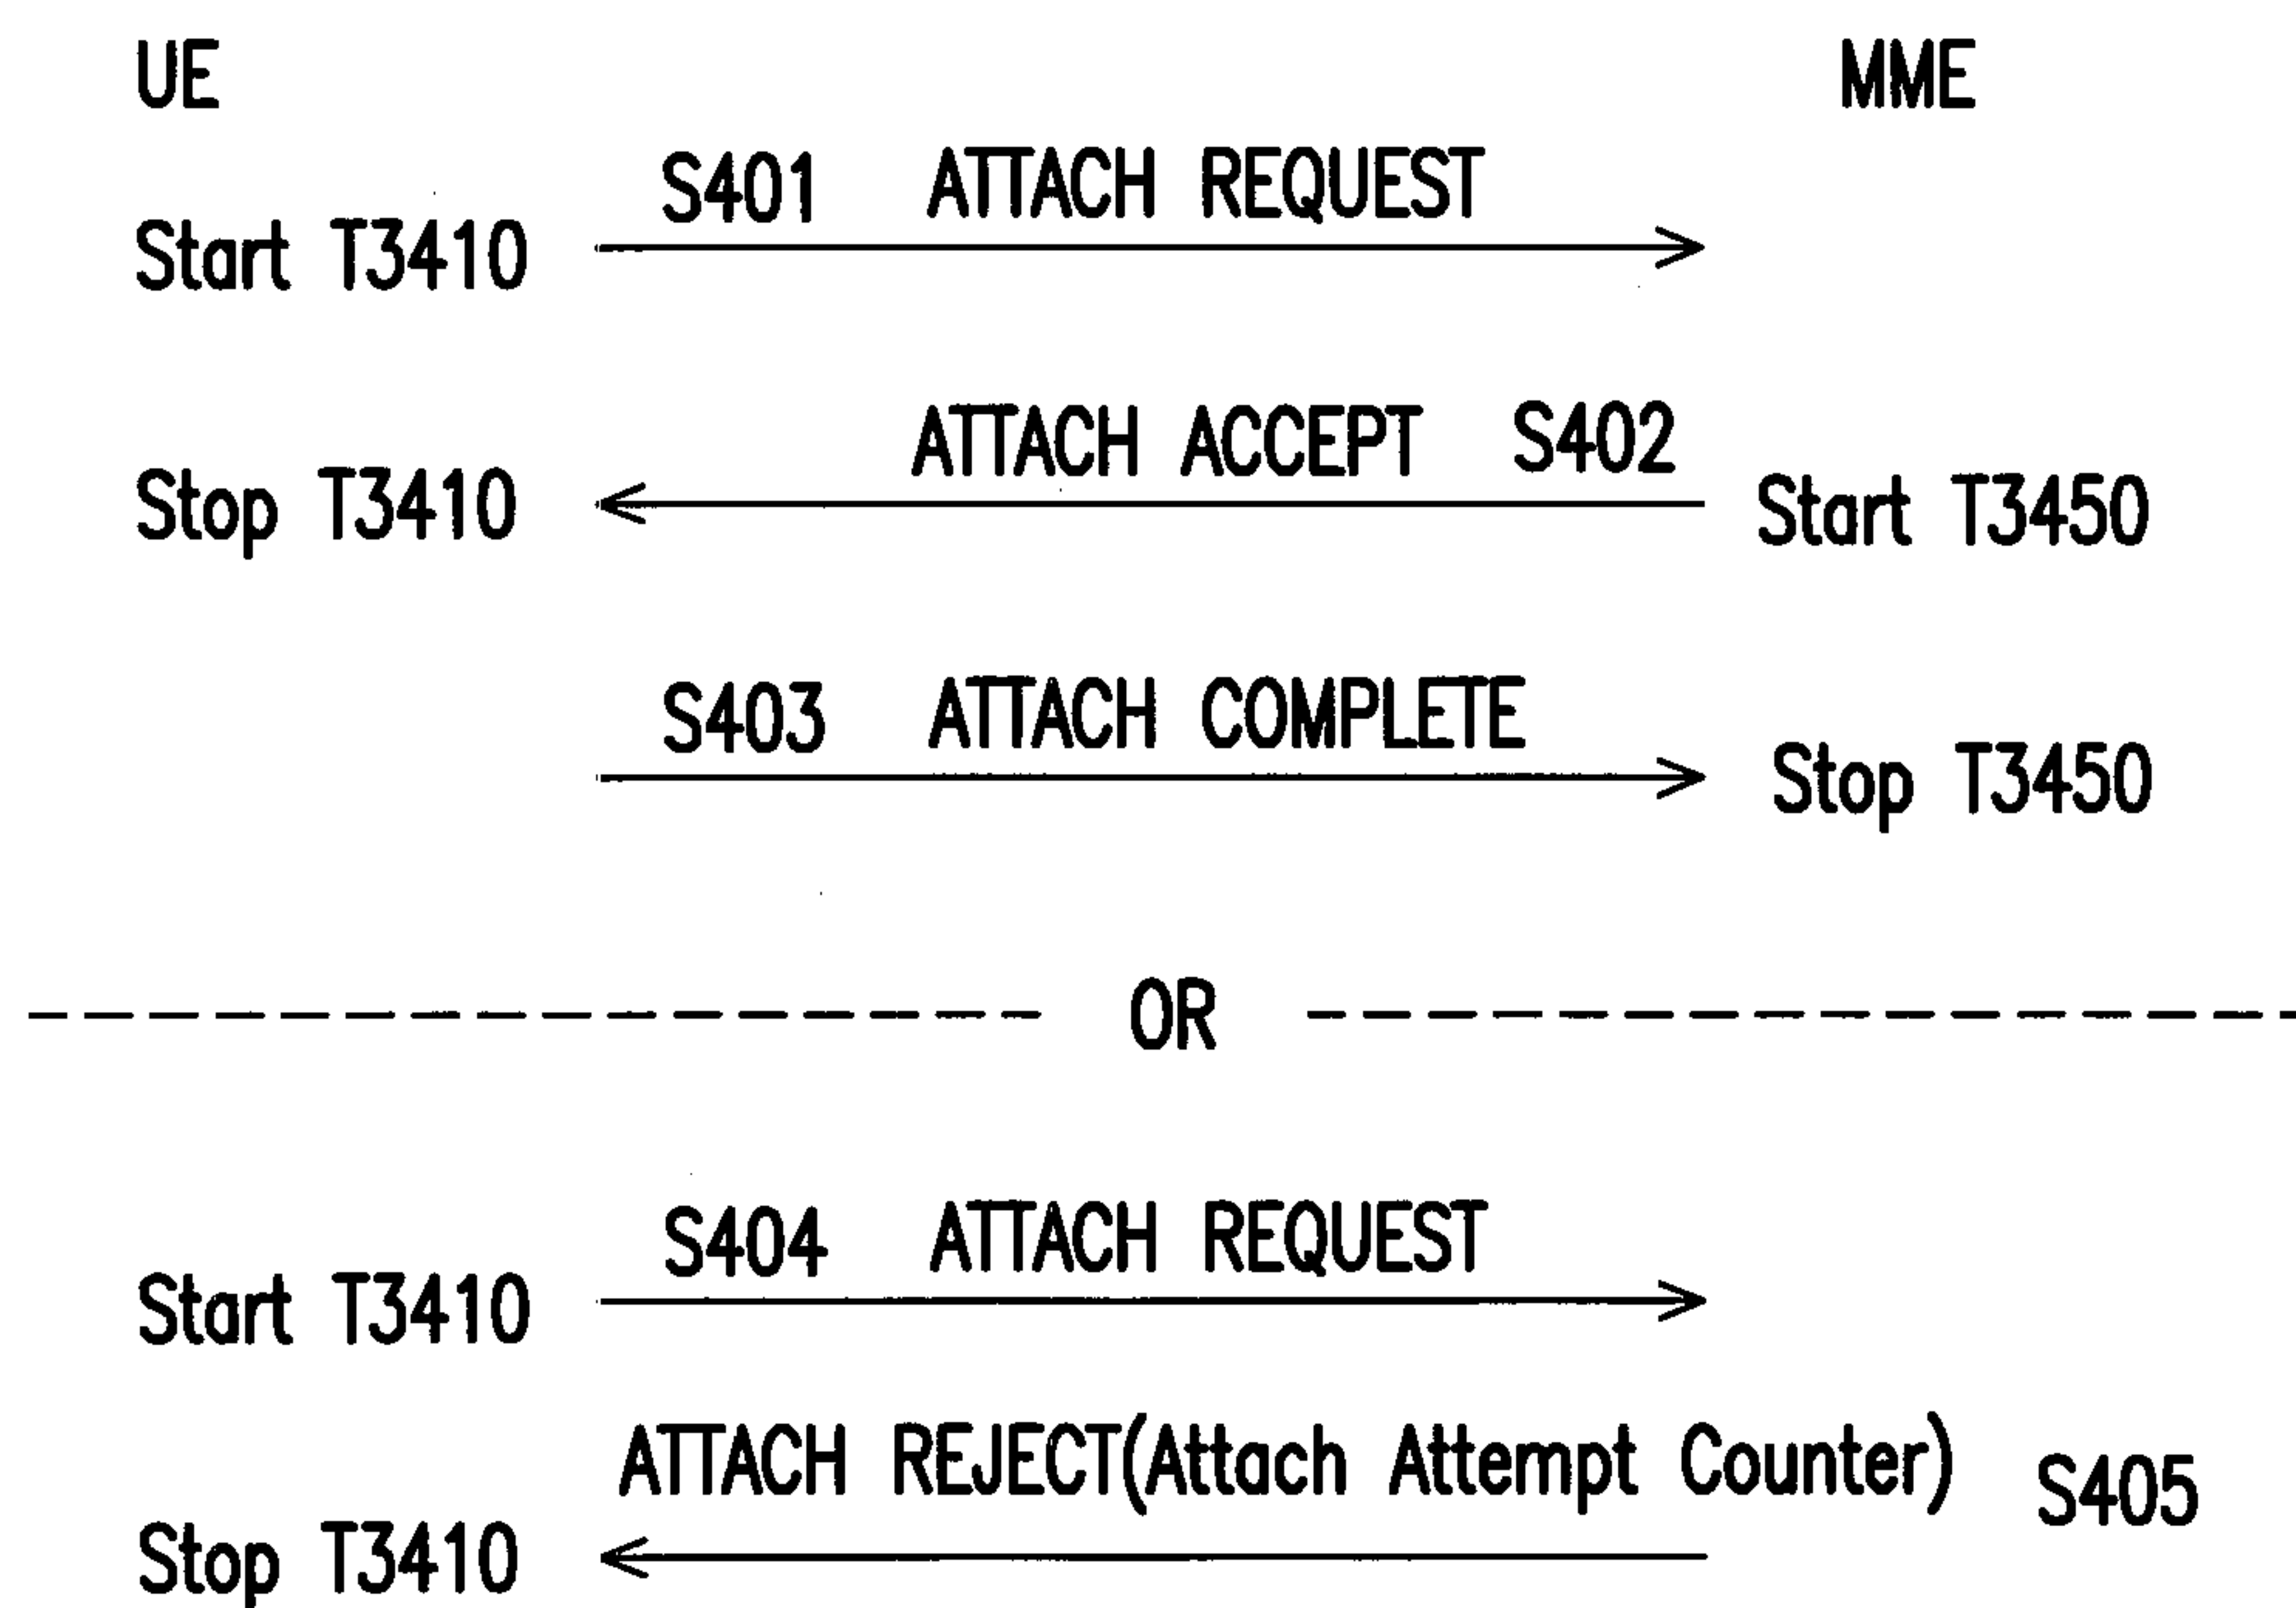 UE MME
S401 ATTACH REQUEST
Start T3410
ATTACH ACCEPT S402
Stop T3410 Start T3450
S403 ATTACH COMPLETE
Stop T3450
OR
S404 ATTACH REQUEST
Start T3410
ATTACH REJECT(Attach Attempt Counter) S405
Stop T3410